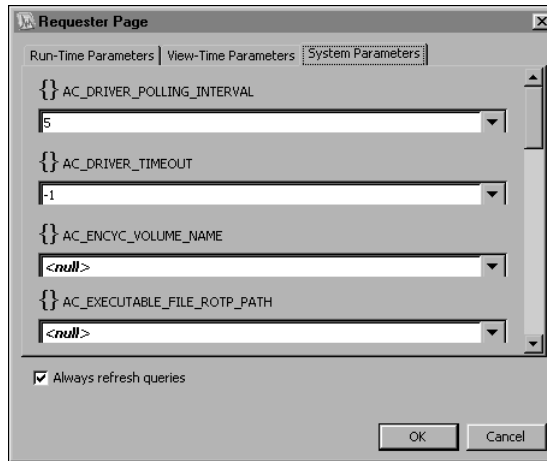 Requester Page
Run-Time Parameters View-Time Parameters System Parameters
{} AC_DRIVER_POLLING_INTERVAL
5
{} AC_DRIVER_TIMEOUT
-1
{} AC_ENCYC_VOLUME_NAME
<null>
{} AC_EXECUTABLE_FILE_ROTP_PATH
<null>
Always refresh queries
OK Cancel